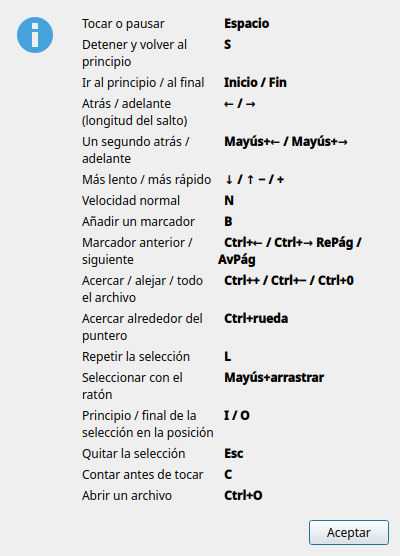 Tocar o pausar Espacio
Detener y volver al S
principio
Ir al principio / al final Inicio / Fin
Atrás / adelante ← / →
(longitud del salto)
Un segundo atrás / Mayús+← / Mayús+→
adelante
Más lento / más rápido ↓ / ↑ − / +
Velocidad normal N
Añadir un marcador B
Marcador anterior / Ctrl+← / Ctrl+→ RePág /
siguiente AvPág
Acercar / alejar / todo Ctrl++ / Ctrl+− / Ctrl+0
el archivo
Acercar alrededor del Ctrl+rueda
puntero
Repetir la selección L
Seleccionar con el Mayús+arrastrar
ratón
Principio / final de la I / O
selección en la posición
Quitar la selección Esc
Contar antes de tocar C
Abrir un archivo Ctrl+O
Aceptar